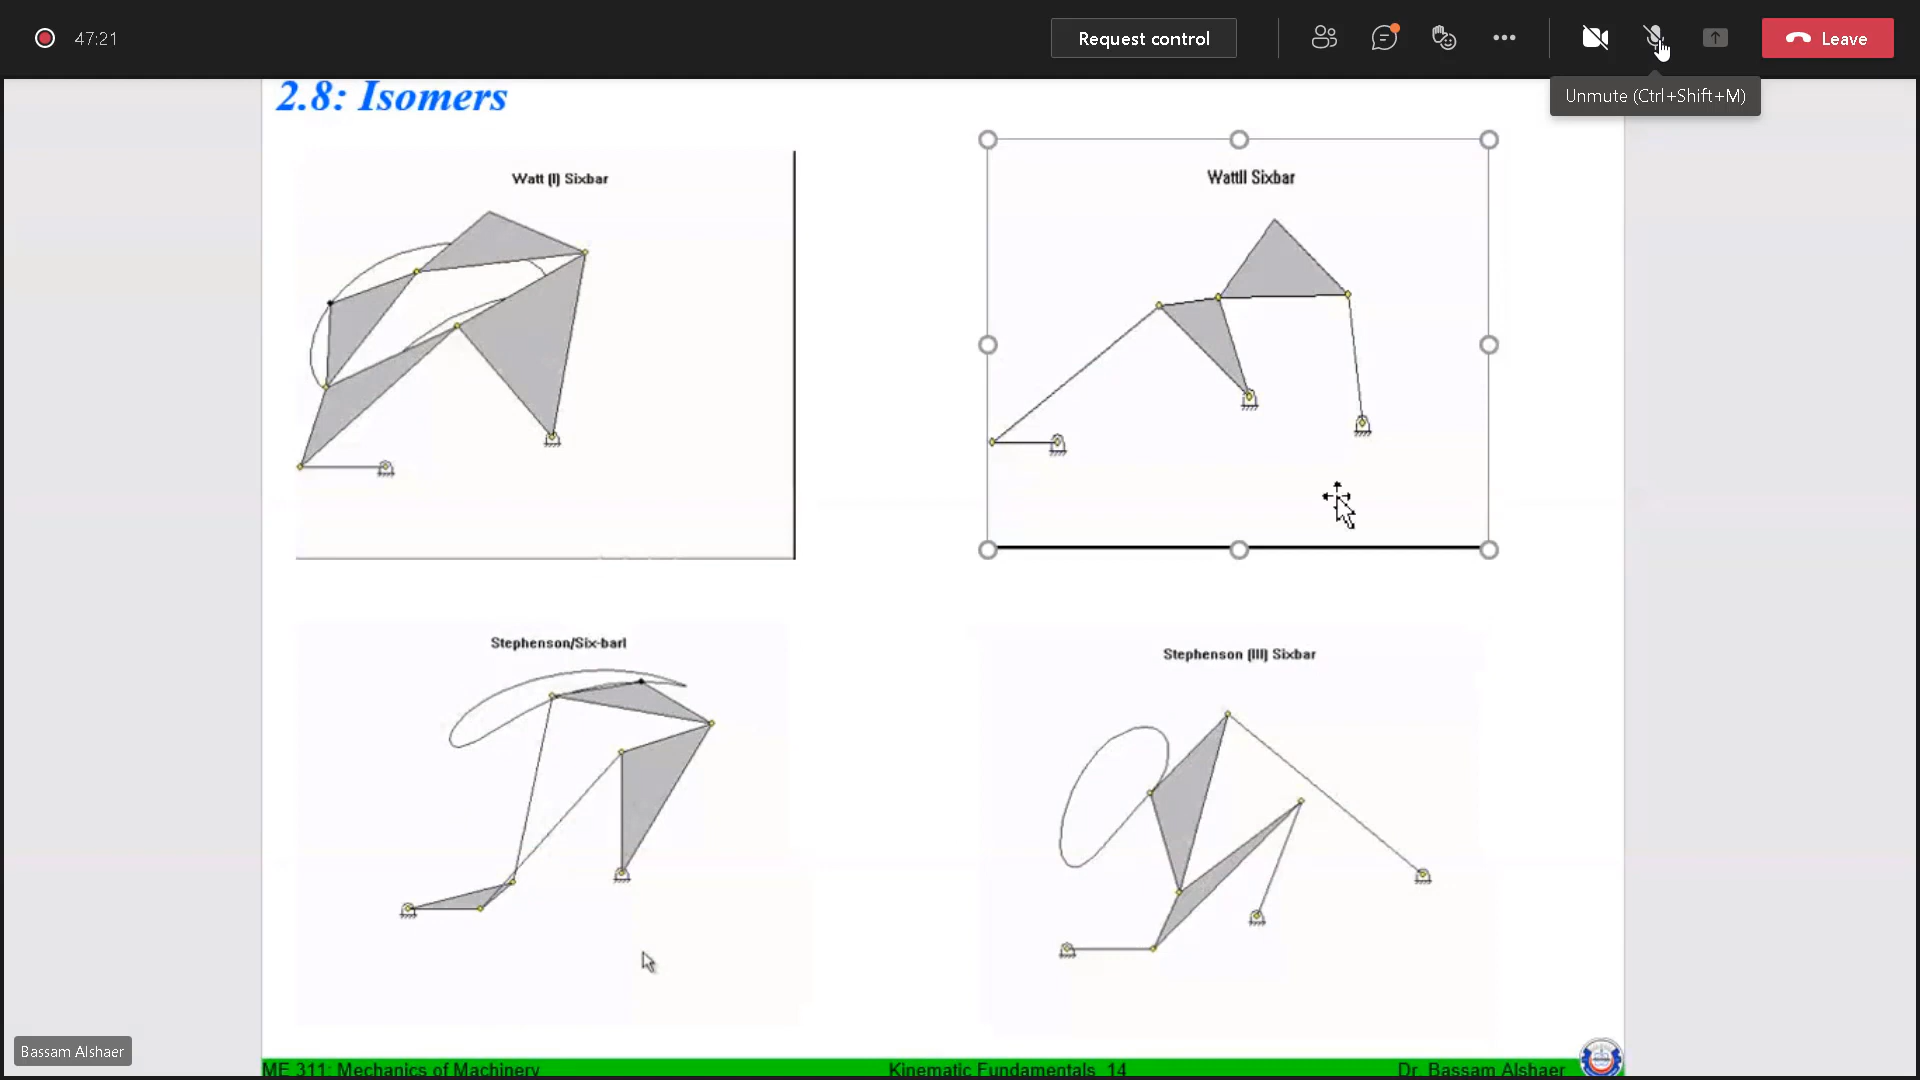 47:21
Request control
Leave
Unmute (Ctrl+Shift+M)
2.8: Isomers
Watt (I) Sixbar
WattII Sixbar
Stephenson/Six-barI
Stephenson (III) Sixbar
Bassam Alshaer
ME 311: Mechanics of Machinery
Kinematic Fundamentals 14
Dr. Bassam Alshaer